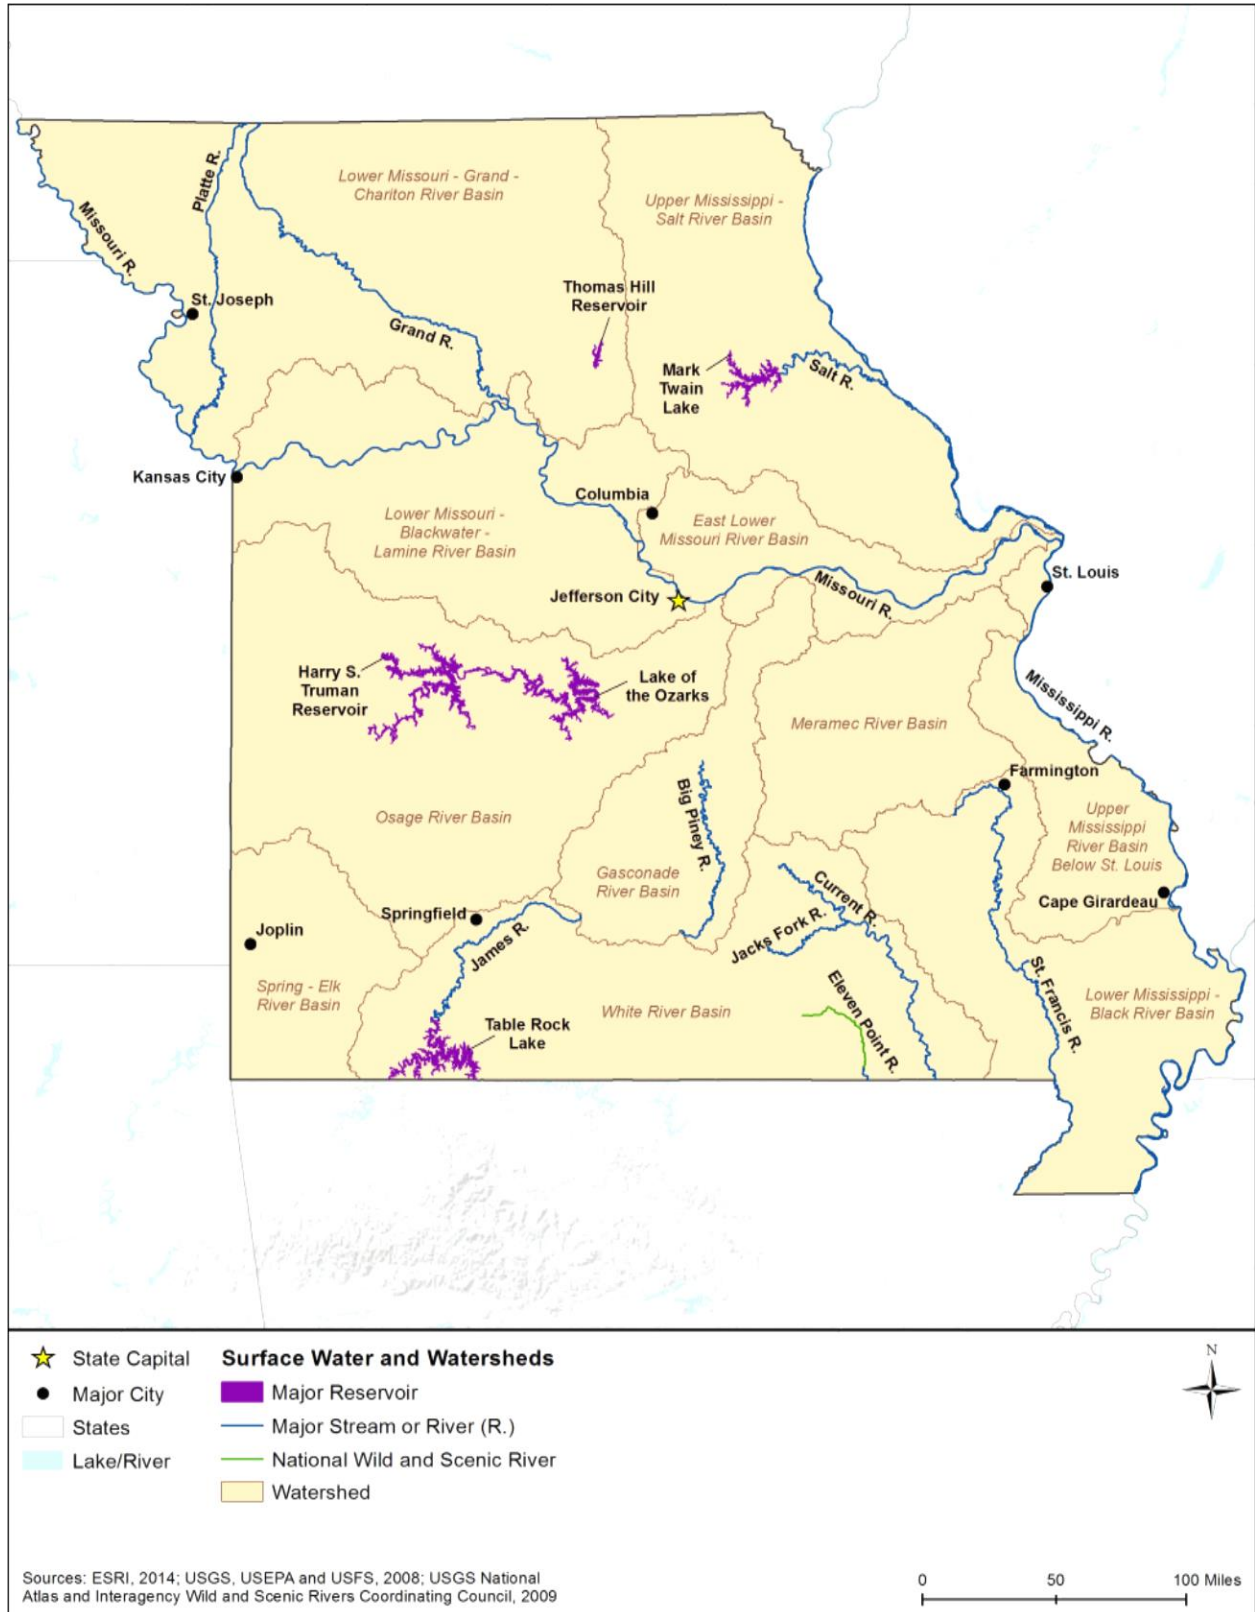 Lower Missouri - Grand -
Chariton River Basin
Upper Mississippi -
Salt River Basin
Platte R.
Missouri R.
St. Joseph
Thomas Hill
Reservoir
Grand R.
Mark
Twain
Lake
Salt R.
Kansas City
Columbia
Lower Missouri -
Blackwater -
Lamine River Basin
East Lower
Missouri River Basin
Jefferson City
Missouri R.
St. Louis
Harry S.
Truman
Reservoir
Lake of
the Ozarks
Mississippi R.
Meramec River Basin
Farmington
Big Piney R.
Osage River Basin
Upper
Mississippi
River Basin
Below St. Louis
Gasconade
River Basin
Current R.
Cape Girardeau
Springfield
Joplin
James R.
Jacks Fork R.
Spring - Elk
River Basin
White River Basin
Eleven Point R.
St. Francis R.
Lower Mississippi -
Black River Basin
Table Rock
Lake
State Capital
Major City
States
Lake/River
Surface Water and Watersheds
Major Reservoir
Major Stream or River (R.)
National Wild and Scenic River
Watershed
N
Sources: ESRI, 2014; USGS, USEPA and USFS, 2008; USGS National
Atlas and Interagency Wild and Scenic Rivers Coordinating Council, 2009
0 50 100 Miles